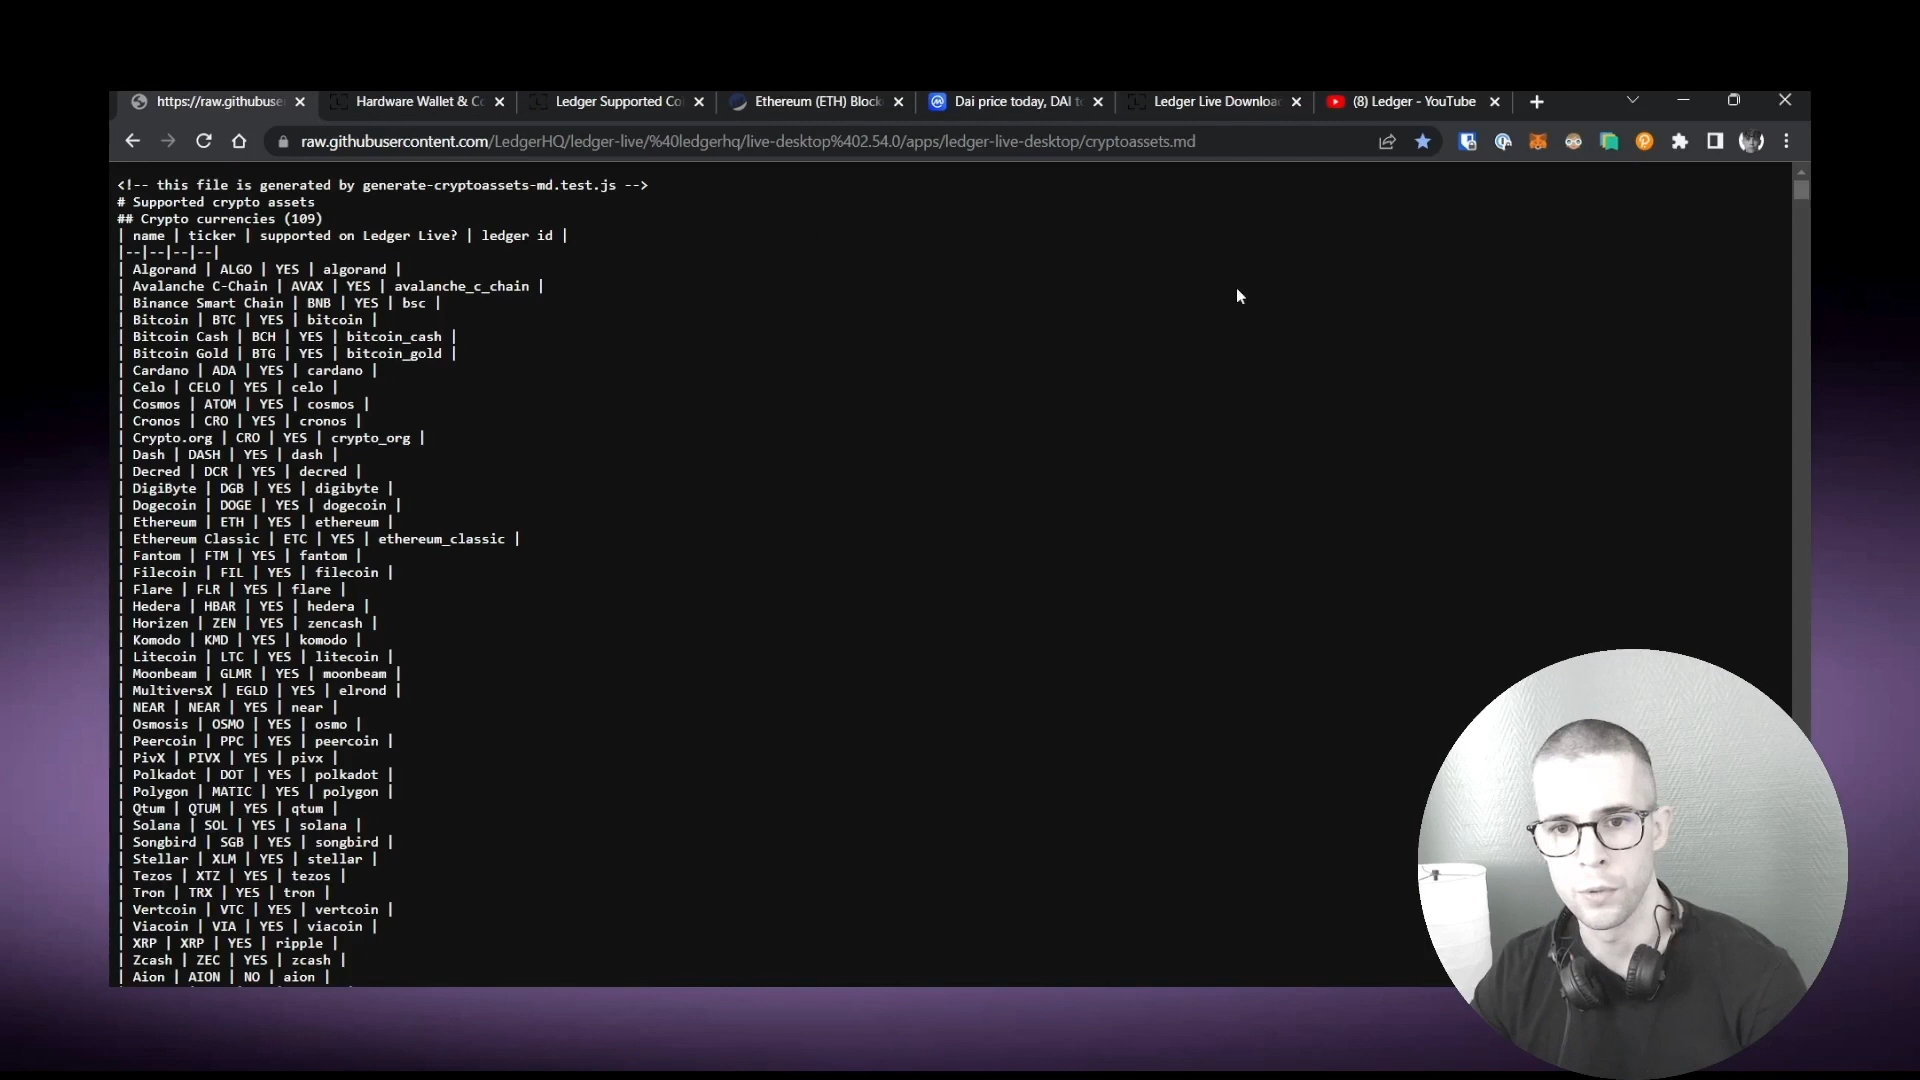 https://raw.githubuse
Hardware Wallet & Co
Ledger Supported Co
Ethereum (ETH) Block
Dai price today, DAI to
Ledger Live Downloa
(8) Ledger - YouTube
raw.githubusercontent.com/LedgerHQ/ledger-live/%40ledgerhq/live-desktop%402.54.0/apps/ledger-live-desktop/cryptoassets.md
<!-- this file is generated by generate-cryptoassets-md.test.js -->
# Supported crypto assets
## Crypto currencies (109)
| name | ticker | supported on Ledger Live? | ledger id |
|--|--|--|--|
| Algorand | ALGO | YES | algorand |
| Avalanche C-Chain | AVAX | YES | avalanche_c_chain |
| Binance Smart Chain | BNB | YES | bsc |
| Bitcoin | BTC | YES | bitcoin |
| Bitcoin Cash | BCH | YES | bitcoin_cash |
| Bitcoin Gold | BTG | YES | bitcoin_gold |
| Cardano | ADA | YES | cardano |
| Celo | CELO | YES | celo |
| Cosmos | ATOM | YES | cosmos |
| Cronos | CRO | YES | cronos |
| Crypto.org | CRO | YES | crypto_org |
| Dash | DASH | YES | dash |
| Decred | DCR | YES | decred |
| DigiByte | DGB | YES | digibyte |
| Dogecoin | DOGE | YES | dogecoin |
| Ethereum | ETH | YES | ethereum |
| Ethereum Classic | ETC | YES | ethereum_classic |
| Fantom | FTM | YES | fantom |
| Filecoin | FIL | YES | filecoin |
| Flare | FLR | YES | flare |
| Hedera | HBAR | YES | hedera |
| Horizen | ZEN | YES | zencash |
| Komodo | KMD | YES | komodo |
| Litecoin | LTC | YES | litecoin |
| Moonbeam | GLMR | YES | moonbeam |
| MultiversX | EGLD | YES | elrond |
| NEAR | NEAR | YES | near |
| Osmosis | OSMO | YES | osmo |
| Peercoin | PPC | YES | peercoin |
| PivX | PIVX | YES | pivx |
| Polkadot | DOT | YES | polkadot |
| Polygon | MATIC | YES | polygon |
| Qtum | QTUM | YES | qtum |
| Solana | SOL | YES | solana |
| Songbird | SGB | YES | songbird |
| Stellar | XLM | YES | stellar |
| Tezos | XTZ | YES | tezos |
| Tron | TRX | YES | tron |
| Vertcoin | VTC | YES | vertcoin |
| Viacoin | VIA | YES | viacoin |
| XRP | XRP | YES | ripple |
| Zcash | ZEC | YES | zcash |
| Aion | AION | NO | aion |